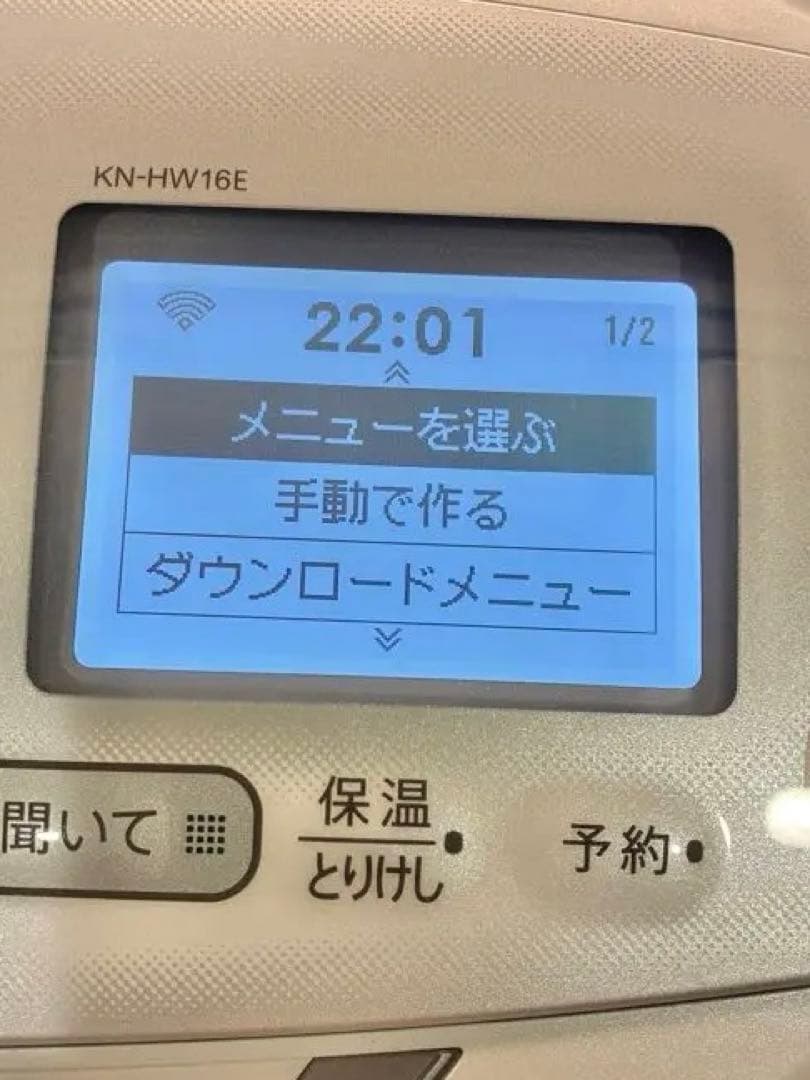 KN-HW16E
22:01 1/2
メニューを選ぶ
手動で作る
ダウンロードメニュー
聞いて
保温
とりけし
予約